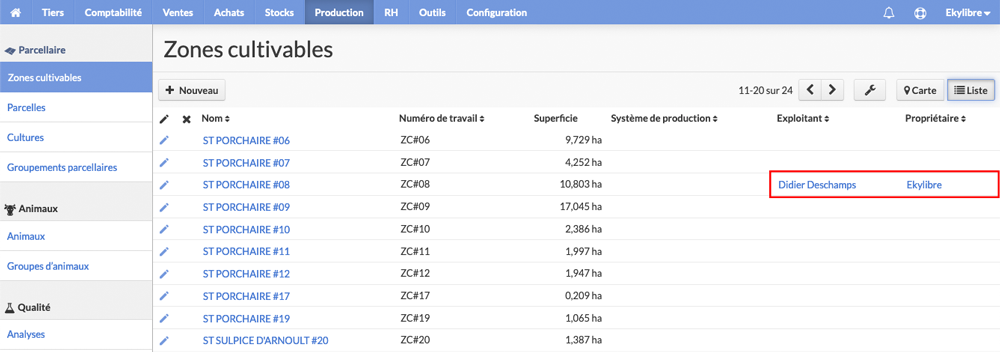 Tiers Comptabilité Ventes Achats Stocks Production RH Outils Configuration Ekylibre
Parcellaire
Zones cultivables
Parcelles
Cultures
Groupements parcellaires
Animaux
Animaux
Groupes d'animaux
Qualité
Analyses
Zones cultivables
Nouveau 11-20 sur 24 Carte Liste
Nom Numéro de travail Superficie Système de production Exploitant Propriétaire
ST PORCHAIRE #06 ZC#06 9,729 ha
ST PORCHAIRE #07 ZC#07 4,252 ha
ST PORCHAIRE #08 ZC#08 10,803 ha Didier Deschamps Ekylibre
ST PORCHAIRE #09 ZC#09 17,045 ha
ST PORCHAIRE #10 ZC#10 2,386 ha
ST PORCHAIRE #11 ZC#11 1,997 ha
ST PORCHAIRE #12 ZC#12 1,947 ha
ST PORCHAIRE #17 ZC#17 0,209 ha
ST PORCHAIRE #19 ZC#19 1,065 ha
ST SULPICE D'ARNOULT #20 ZC#20 1,387 ha